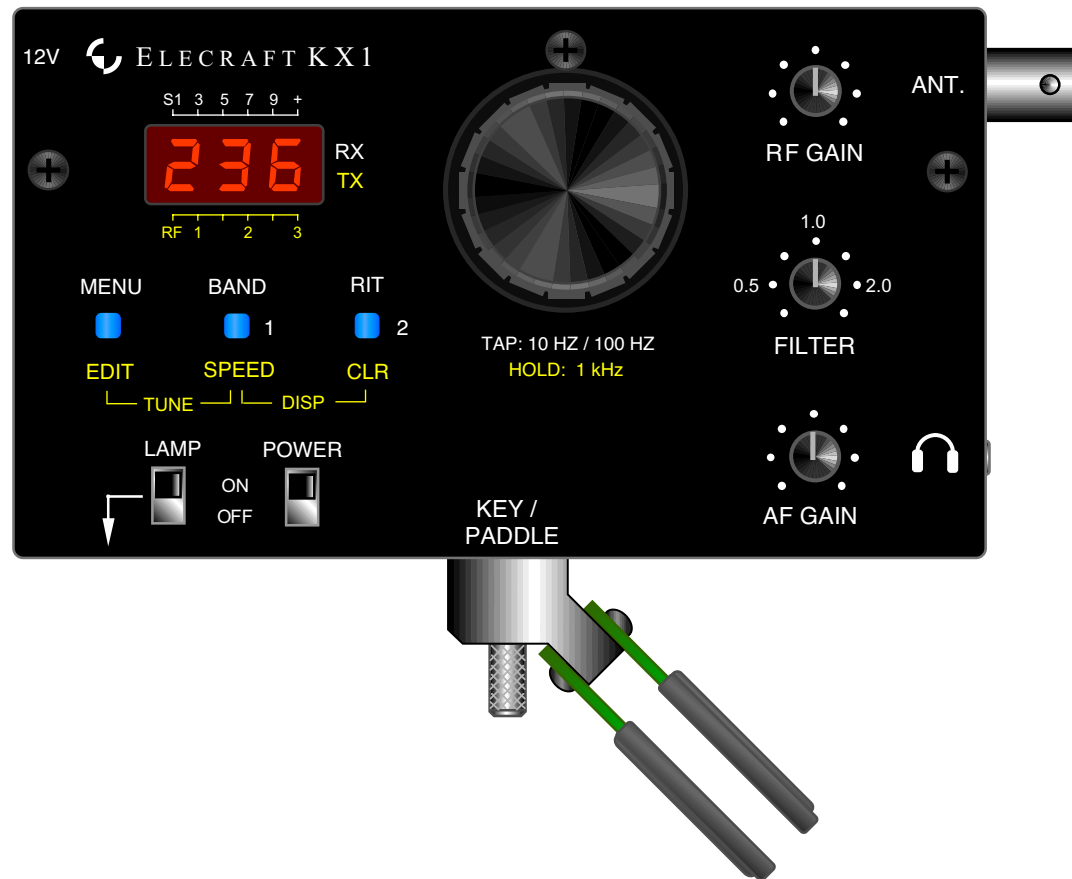 12V ELECRAFT KX1
S1 3 5 7 9 +
236
RX
TX
RF 1 2 3
RF GAIN
ANT.
1.0
0.5 2.0
FILTER
MENU BAND RIT
1 2
EDIT SPEED CLR
TUNE DISP
TAP: 10 HZ / 100 HZ
HOLD: 1 kHz
LAMP POWER
ON
OFF
KEY /
PADDLE
AF GAIN